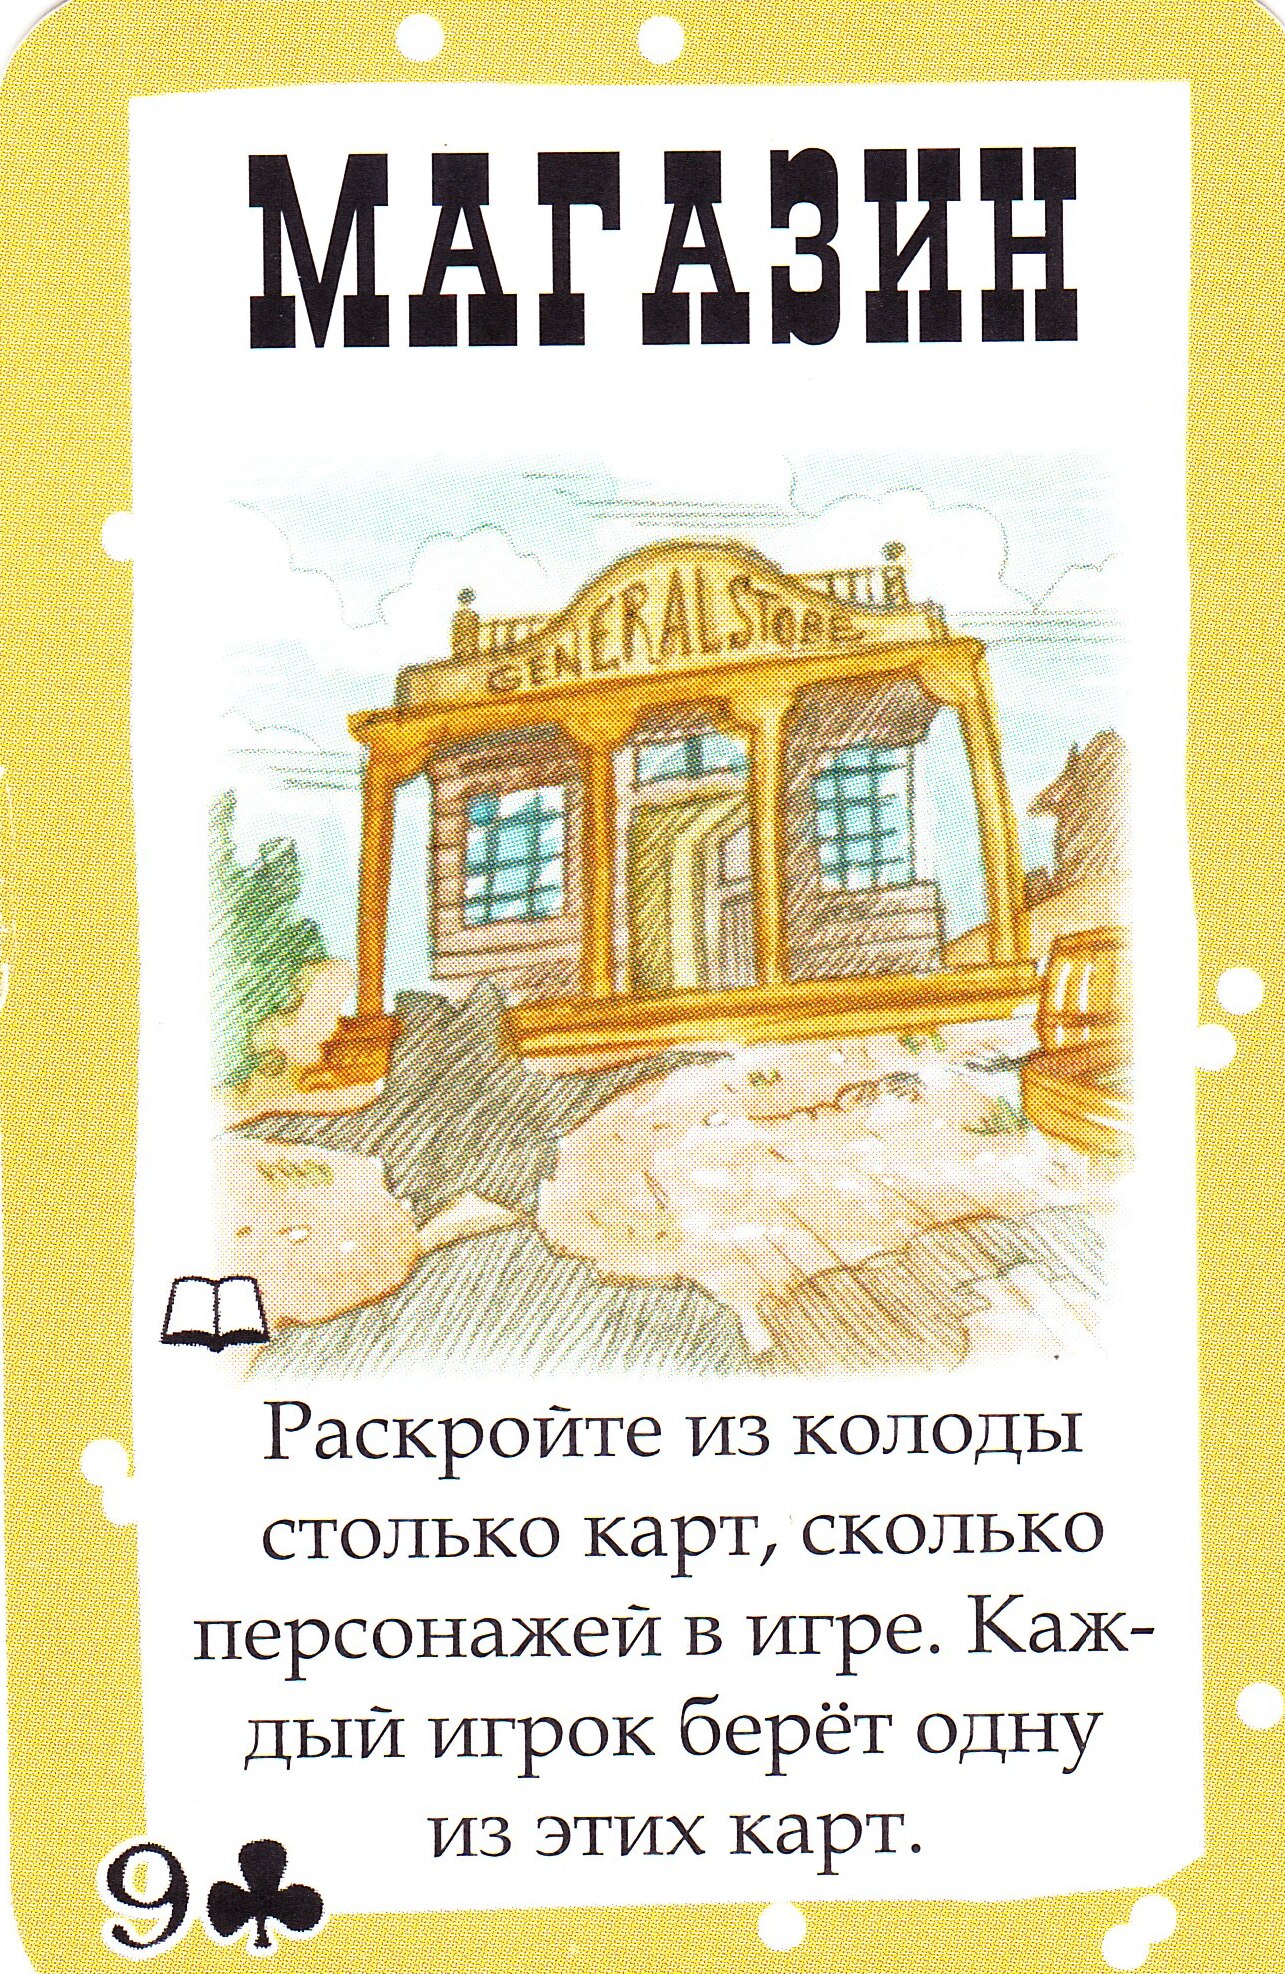 МАГАЗИН
GENERAL STORE
Раскройте из колоды
столько карт, сколько
персонажей в игре. Каж-
дый игрок берёт одну
из этих карт.
9♣